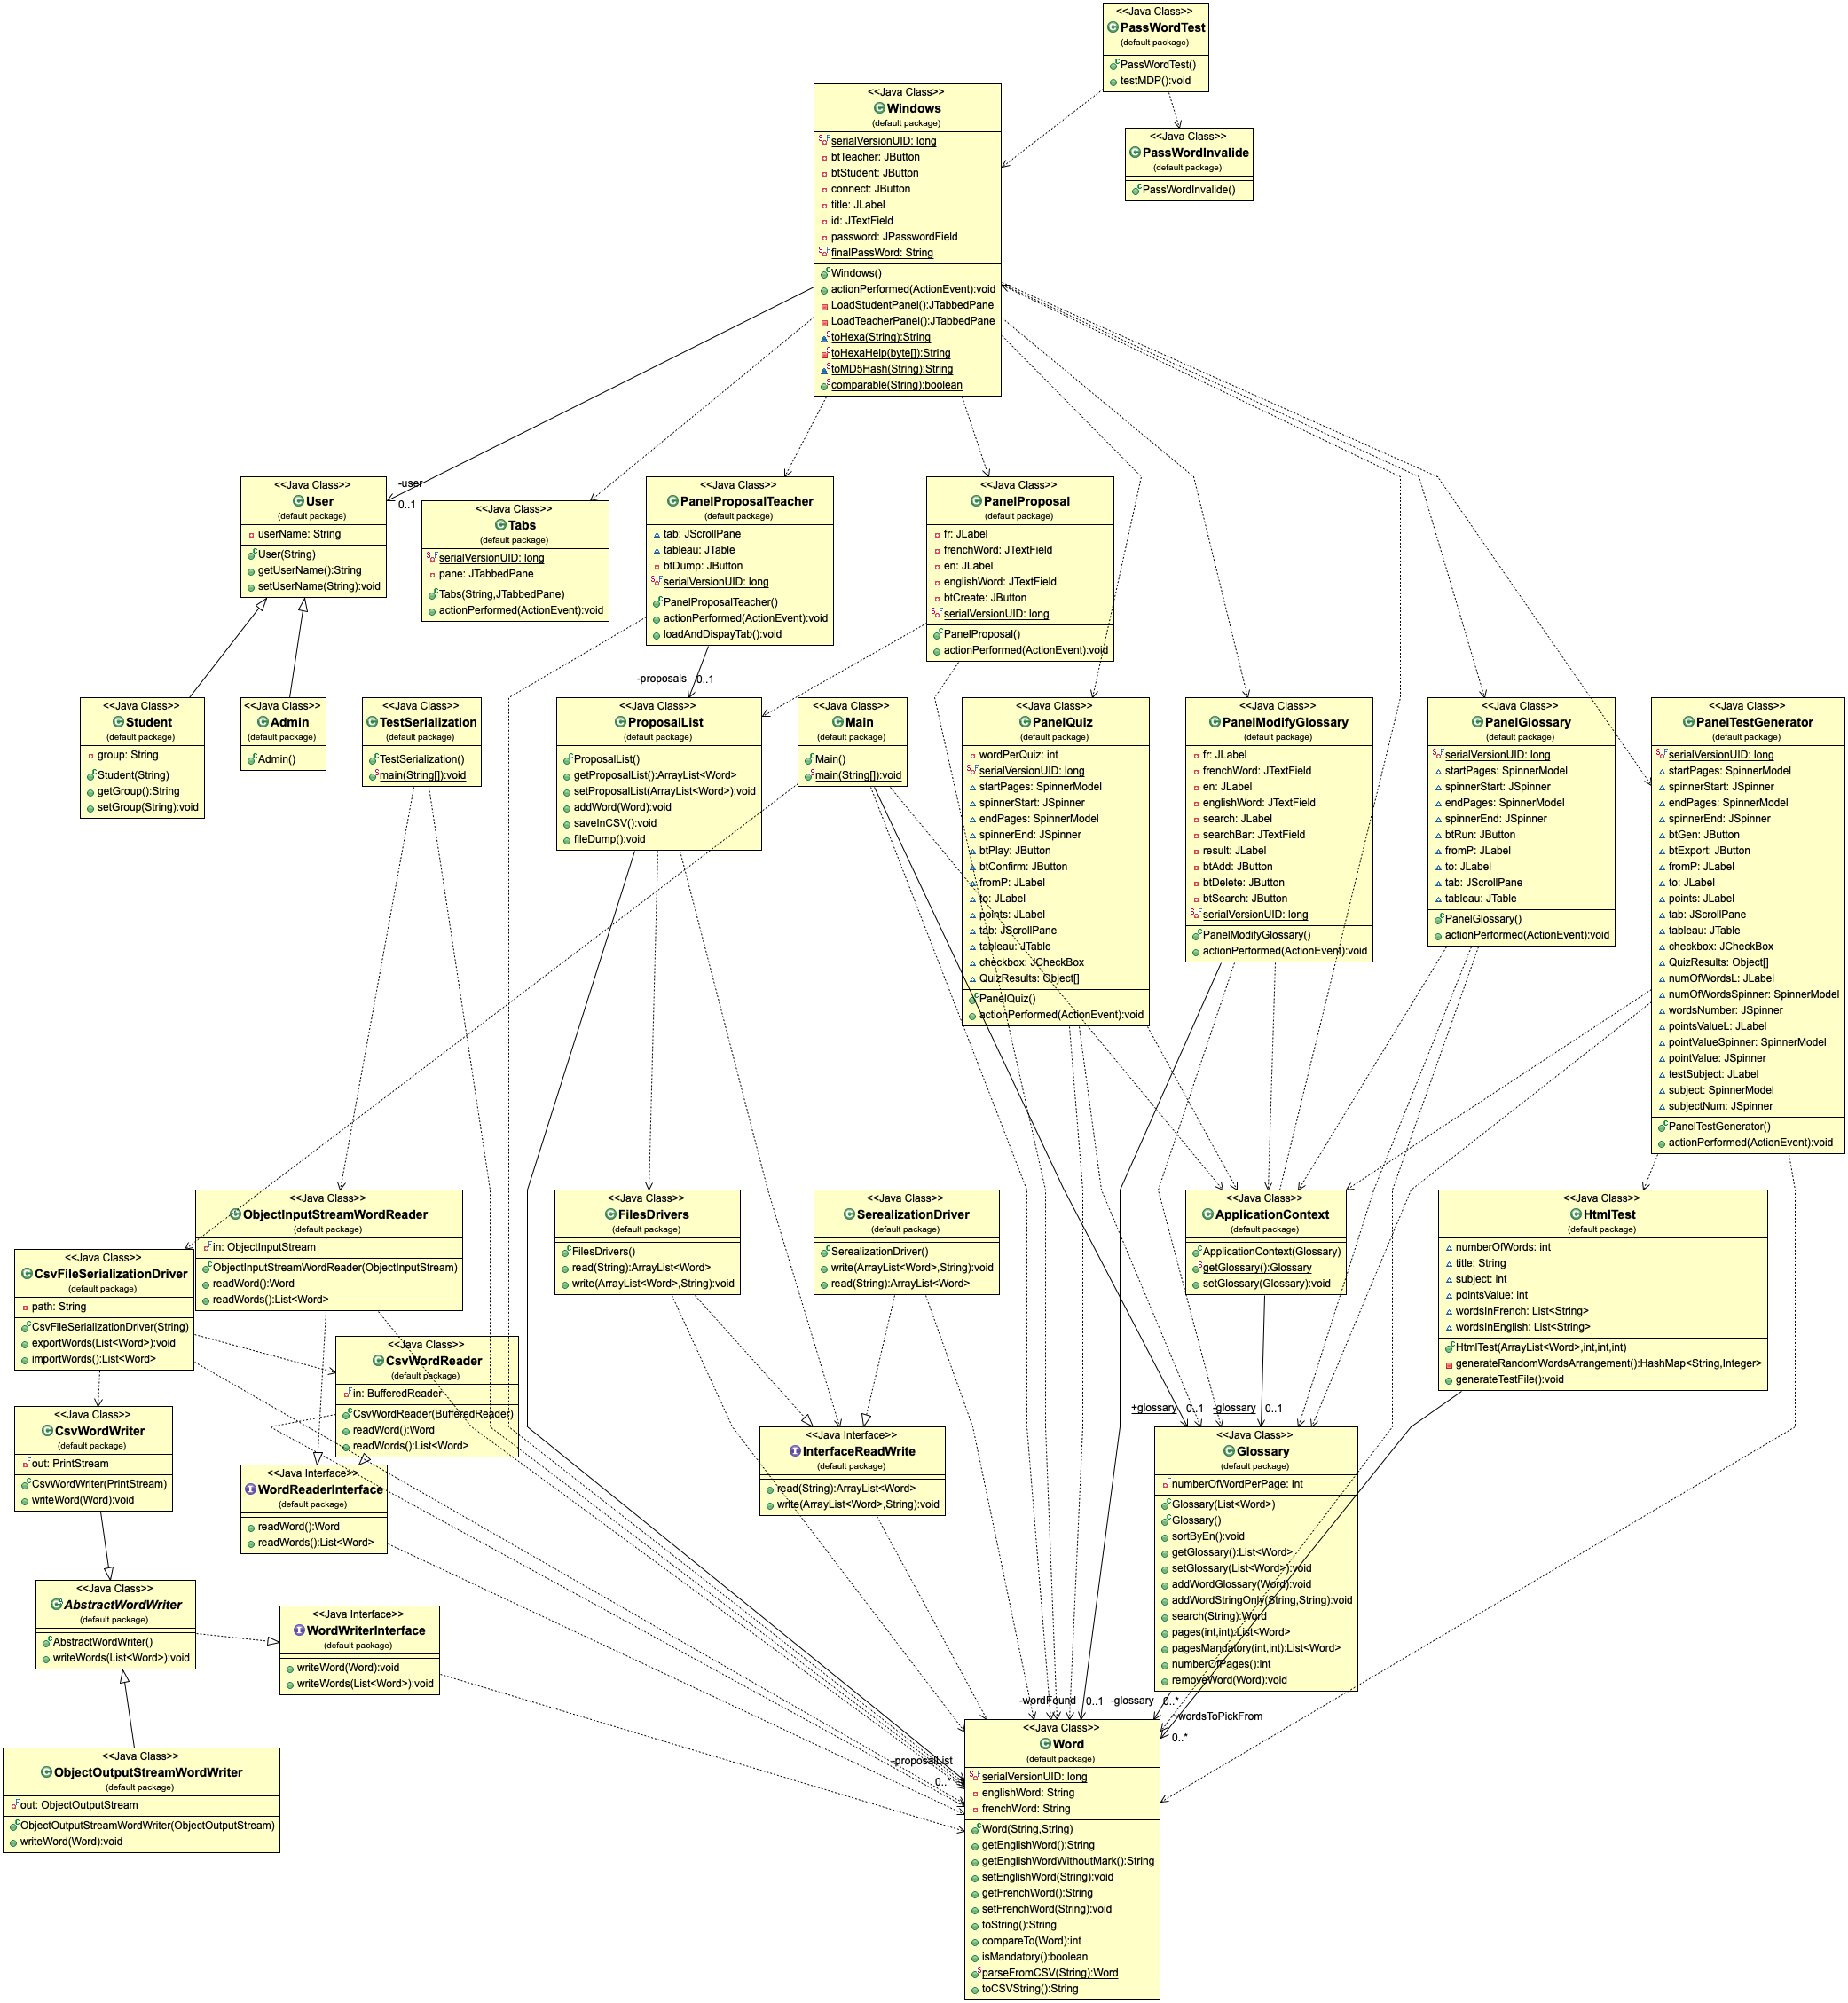 <<Java Class>>
PassWordTest
(default package)
PassWordTest()
testMDP():void
<<Java Class>>
Windows
(default package)
serialVersionUID: long
btTeacher: JButton
btStudent: JButton
connect: JButton
title: JLabel
id: JTextField
password: JPasswordField
finalPassWord: String
Windows()
actionPerformed(ActionEvent):void
LoadStudentPanel():JTabbedPane
LoadTeacherPanel():JTabbedPane
toHexa(String):String
toHexaHelp(byte[]):String
toMD5Hash(String):String
comparable(String):boolean
<<Java Class>>
PassWordInvalide
(default package)
PassWordInvalide()
-user
0..1
<<Java Class>>
User
(default package)
userName: String
User(String)
getUserName():String
setUserName(String):void
<<Java Class>>
Tabs
(default package)
serialVersionUID: long
pane: JTabbedPane
Tabs(String,JTabbedPane)
actionPerformed(ActionEvent):void
<<Java Class>>
PanelProposalTeacher
(default package)
tab: JScrollPane
tableau: JTable
btDump: JButton
serialVersionUID: long
PanelProposalTeacher()
actionPerformed(ActionEvent):void
loadAndDispayTab():void
<<Java Class>>
PanelProposal
(default package)
fr: JLabel
frenchWord: JTextField
en: JLabel
englishWord: JTextField
btCreate: JButton
serialVersionUID: long
PanelProposal()
actionPerformed(ActionEvent):void
-proposals
0..1
<<Java Class>>
Student
(default package)
group: String
Student(String)
getGroup():String
setGroup(String):void
<<Java Class>>
Admin
(default package)
Admin()
<<Java Class>>
TestSerialization
(default package)
TestSerialization()
main(String[]):void
<<Java Class>>
ProposalList
(default package)
ProposalList()
getProposalList():ArrayList<Word>
setProposalList(ArrayList<Word>):void
addWord(Word):void
saveInCSV():void
fileDump():void
<<Java Class>>
Main
(default package)
Main()
main(String[]):void
<<Java Class>>
PanelQuiz
(default package)
wordPerQuiz: int
serialVersionUID: long
startPages: SpinnerModel
spinnerStart: JSpinner
endPages: SpinnerModel
spinnerEnd: JSpinner
btPlay: JButton
btConfirm: JButton
fromP: JLabel
to: JLabel
points: JLabel
tab: JScrollPane
tableau: JTable
checkbox: JCheckBox
QuizResults: Object[]
PanelQuiz()
actionPerformed(ActionEvent):void
<<Java Class>>
PanelModifyGlossary
(default package)
fr: JLabel
frenchWord: JTextField
en: JLabel
englishWord: JTextField
search: JLabel
searchBar: JTextField
result: JLabel
btAdd: JButton
btDelete: JButton
btSearch: JButton
serialVersionUID: long
PanelModifyGlossary()
actionPerformed(ActionEvent):void
<<Java Class>>
PanelGlossary
(default package)
serialVersionUID: long
startPages: SpinnerModel
spinnerStart: JSpinner
endPages: SpinnerModel
spinnerEnd: JSpinner
btRun: JButton
fromP: JLabel
to: JLabel
tab: JScrollPane
tableau: JTable
PanelGlossary()
actionPerformed(ActionEvent):void
<<Java Class>>
PanelTestGenerator
(default package)
serialVersionUID: long
startPages: SpinnerModel
spinnerStart: JSpinner
endPages: SpinnerModel
spinnerEnd: JSpinner
btGen: JButton
btExport: JButton
fromP: JLabel
to: JLabel
points: JLabel
tab: JScrollPane
tableau: JTable
checkbox: JCheckBox
QuizResults: Object[]
numOfWordsL: JLabel
numOfWordsSpinner: SpinnerModel
wordsNumber: JSpinner
pointsValueL: JLabel
pointValueSpinner: SpinnerModel
pointValue: JSpinner
testSubject: JLabel
subject: SpinnerModel
subjectNum: JSpinner
PanelTestGenerator()
actionPerformed(ActionEvent):void
<<Java Class>>
ObjectInputStreamWordReader
(default package)
in: ObjectInputStream
ObjectInputStreamWordReader(ObjectInputStream)
readWord():Word
readWords():List<Word>
<<Java Class>>
FilesDrivers
(default package)
FilesDrivers()
read(String):ArrayList<Word>
write(ArrayList<Word>,String):void
<<Java Class>>
SerealizationDriver
(default package)
SerealizationDriver()
write(ArrayList<Word>,String):void
read(String):ArrayList<Word>
<<Java Class>>
ApplicationContext
(default package)
ApplicationContext(Glossary)
getGlossary():Glossary
setGlossary(Glossary):void
<<Java Class>>
HtmlTest
(default package)
numberOfWords: int
title: String
subject: int
pointsValue: int
wordsInFrench: List<String>
wordsInEnglish: List<String>
HtmlTest(ArrayList<Word>,int,int,int)
generateRandomWordsArrangement():HashMap<String,Integer>
generateTestFile():void
<<Java Class>>
CsvFileSerializationDriver
(default package)
path: String
CsvFileSerializationDriver(String)
exportWords(List<Word>):void
importWords():List<Word>
<<Java Class>>
CsvWordReader
(default package)
in: BufferedReader
CsvWordReader(BufferedReader)
readWord():Word
readWords():List<Word>
<<Java Class>>
CsvWordWriter
(default package)
out: PrintStream
CsvWordWriter(PrintStream)
writeWord(Word):void
+glossary
0..1
-glossary
0..1
<<Java Interface>>
WordReaderInterface
(default package)
readWord():Word
readWords():List<Word>
<<Java Interface>>
InterfaceReadWrite
(default package)
read(String):ArrayList<Word>
write(ArrayList<Word>,String):void
<<Java Class>>
Glossary
(default package)
numberOfWordPerPage: int
Glossary(List<Word>)
Glossary()
sortByEn():void
getGlossary():List<Word>
setGlossary(List<Word>):void
addWordGlossary(Word):void
addWordStringOnly(String,String):void
search(String):Word
pages(int,int):List<Word>
pagesMandatory(int,int):List<Word>
numberOfPages():int
removeWord(Word):void
<<Java Class>>
AbstractWordWriter
(default package)
AbstractWordWriter()
writeWords(List<Word>):void
<<Java Interface>>
WordWriterInterface
(default package)
writeWord(Word):void
writeWords(List<Word>):void
-wordFound
0..1
-glossary
0..*
~wordsToPickFrom
0..*
-proposalList
0..*
<<Java Class>>
ObjectOutputStreamWordWriter
(default package)
out: ObjectOutputStream
ObjectOutputStreamWordWriter(ObjectOutputStream)
writeWord(Word):void
<<Java Class>>
Word
(default package)
serialVersionUID: long
englishWord: String
frenchWord: String
Word(String,String)
getEnglishWord():String
getEnglishWordWithoutMark():String
setEnglishWord(String):void
getFrenchWord():String
setFrenchWord(String):void
toString():String
compareTo(Word):int
isMandatory():boolean
parseFromCSV(String):Word
toCSVString():String